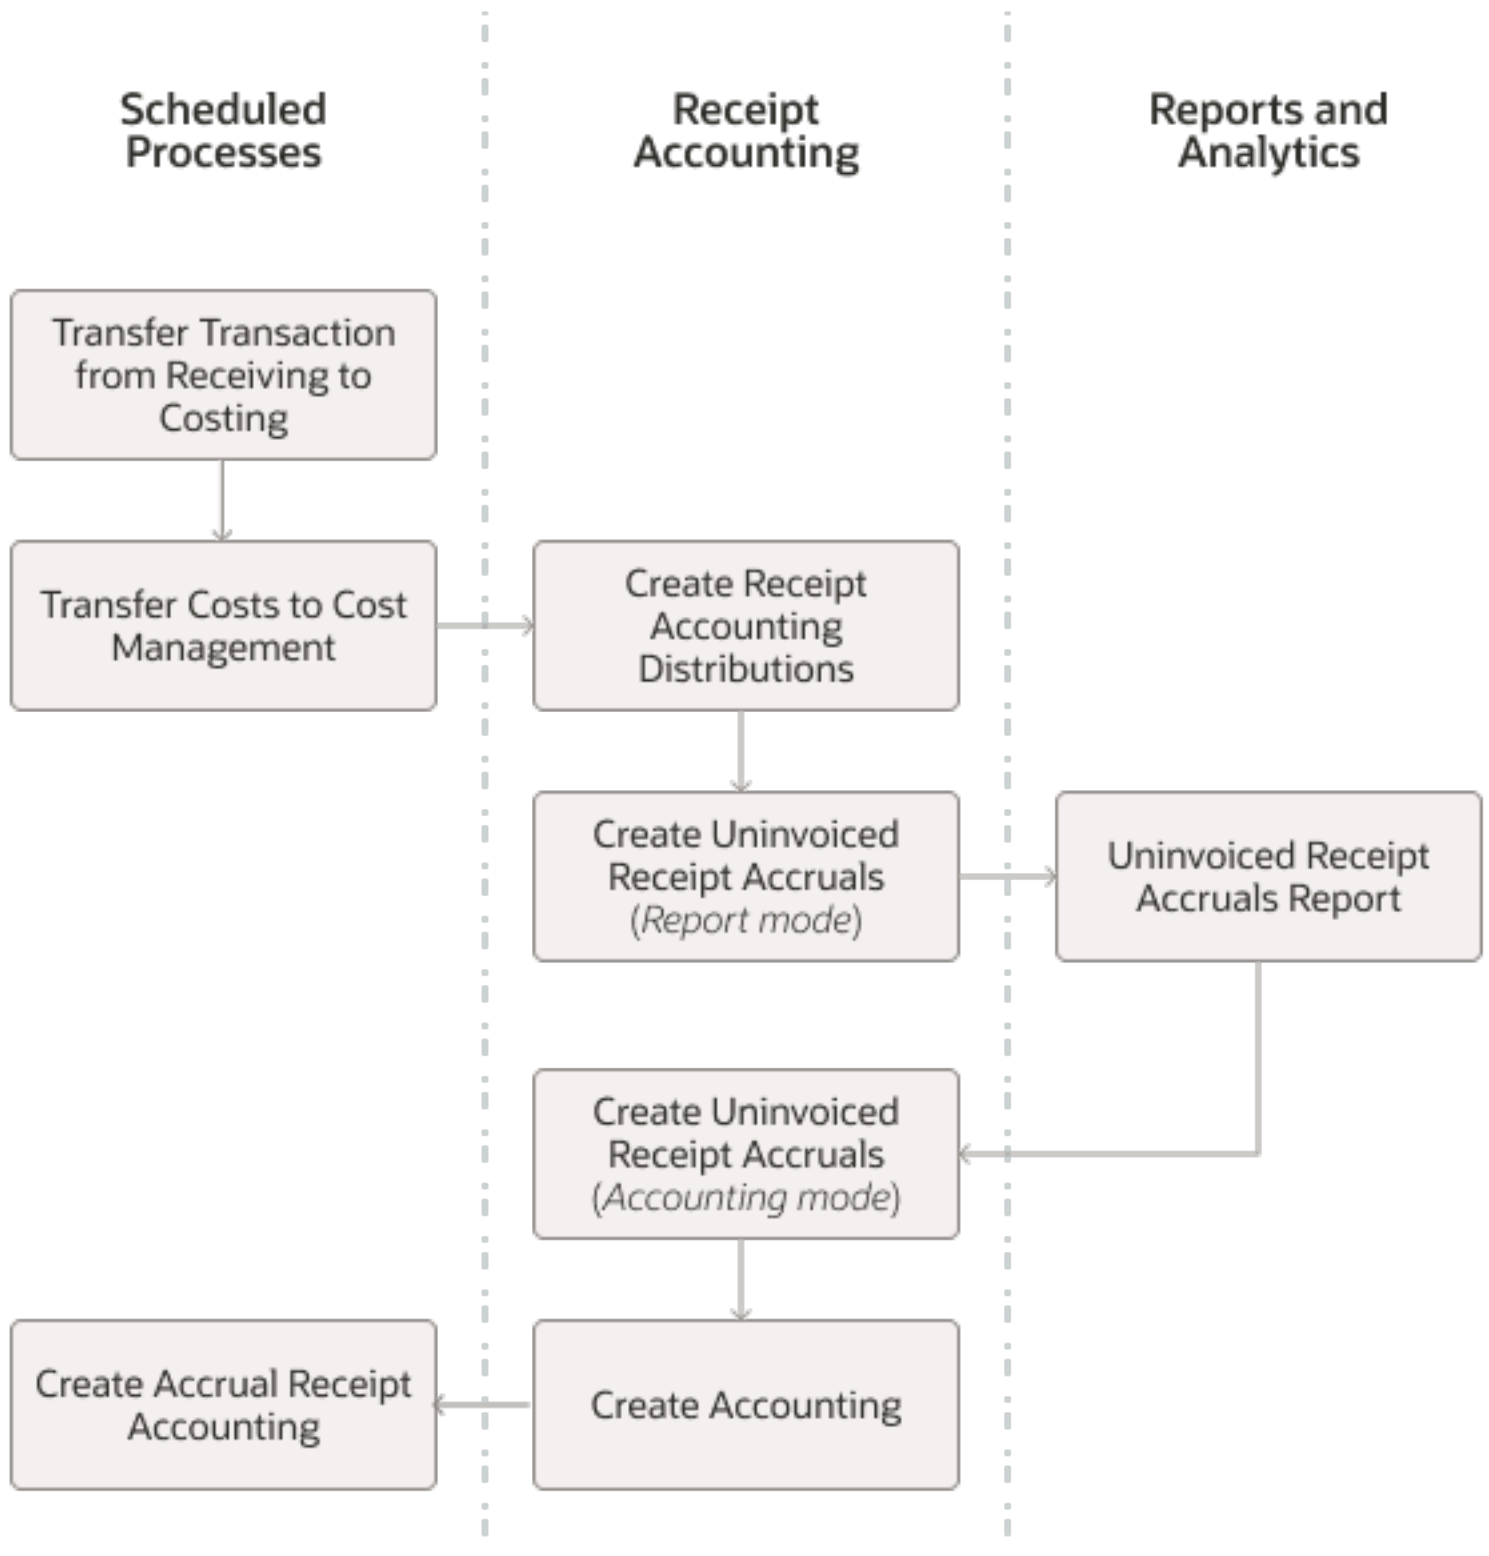 Scheduled
Processes
Receipt
Accounting
Reports and
Analytics
Transfer Transaction
from Receiving to
Costing
Transfer Costs to Cost
Management
Create Receipt
Accounting
Distributions
Create Uninvoiced
Receipt Accruals
(Report mode)
Uninvoiced Receipt
Accruals Report
Create Uninvoiced
Receipt Accruals
(Accounting mode)
Create Accounting
Create Accrual Receipt
Accounting